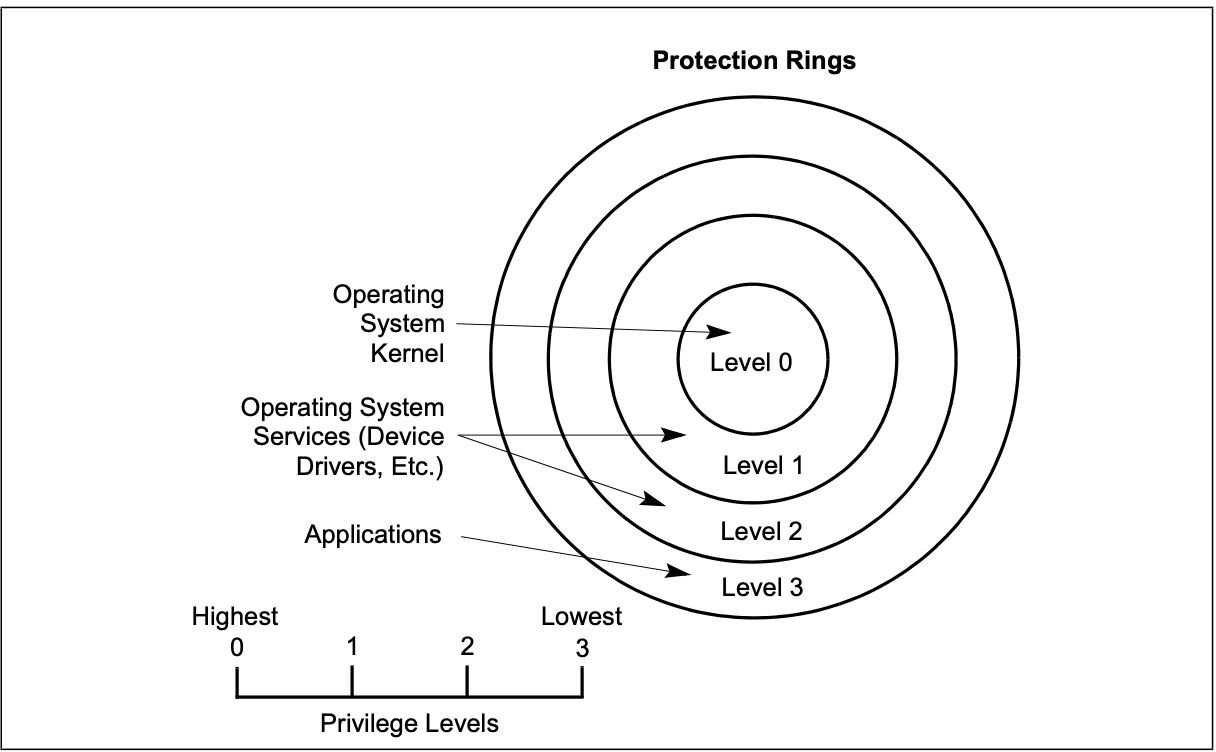 Protection Rings
Operating
System
Kernel
Level 0
Operating System
Services (Device
Drivers, Etc.)
Level 1
Level 2
Applications
Level 3
Highest
Lowest
0
1
2
3
Privilege Levels